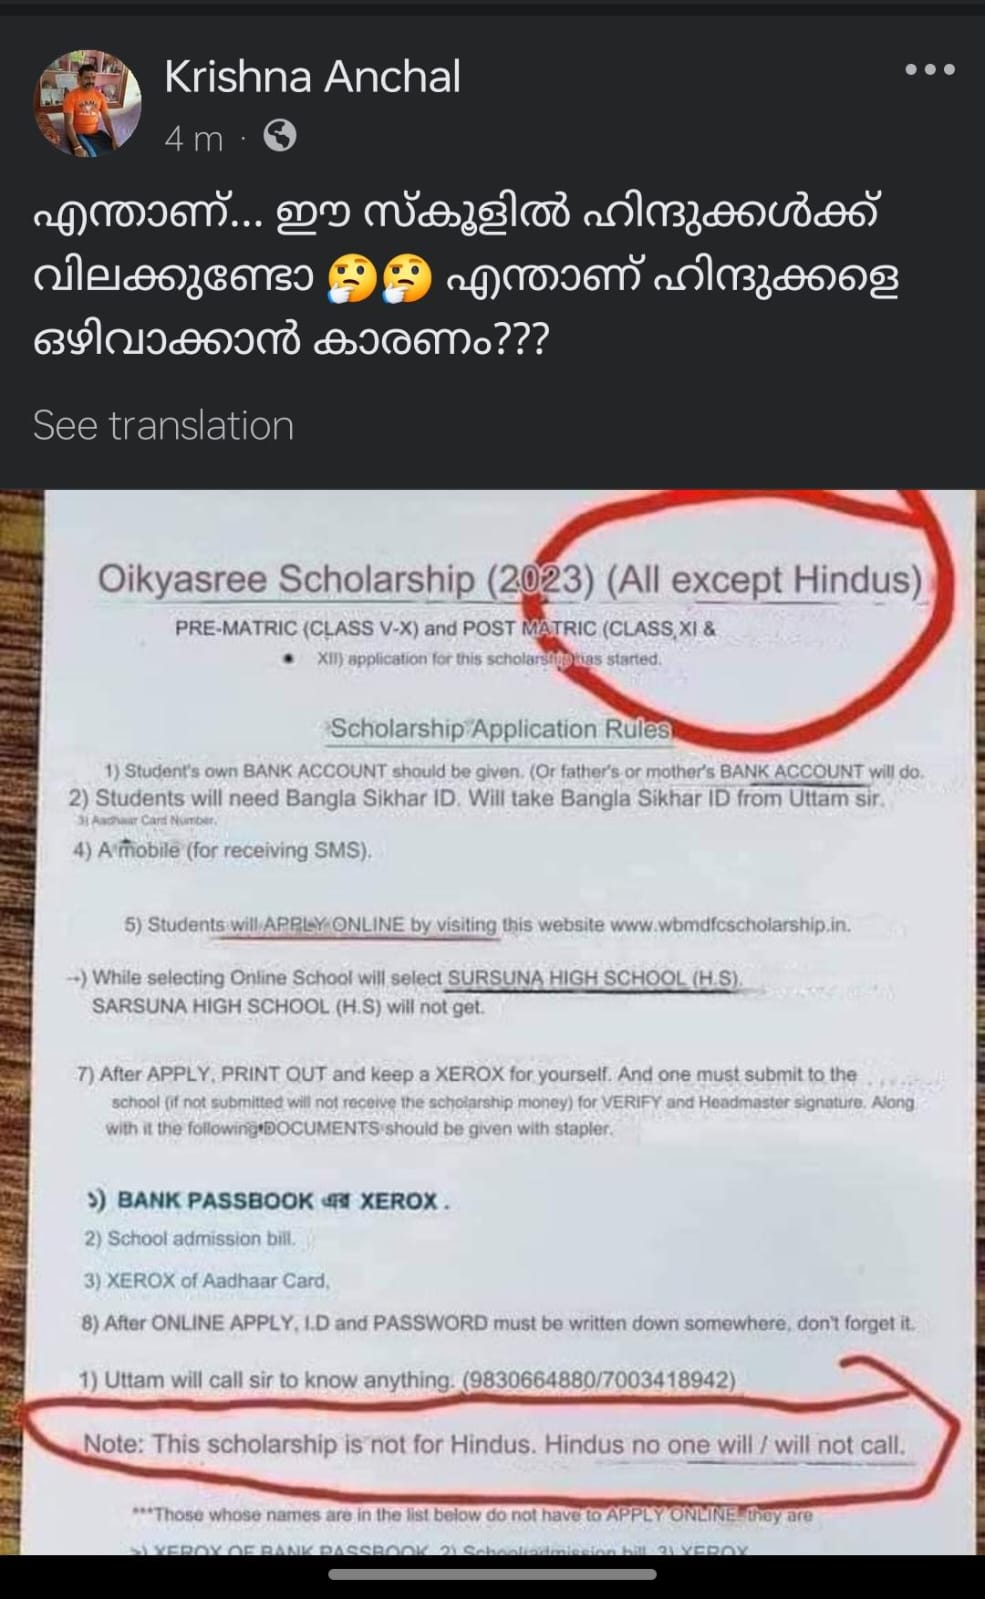 Krishna Anchal
4 m ·
എന്താണ്... ഈ സ്കൂളിൽ ഹിന്ദുക്കൾക്ക്
വിലക്കുണ്ടോ 🤔🤔 എന്താണ് ഹിന്ദുക്കളെ
ഒഴിവാക്കാൻ കാരണം???
See translation
Oikyasree Scholarship (2023) (All except Hindus)
PRE-MATRIC (CLASS V-X) and POST MATRIC (CLASS XI &
• XII) application for this scholarship has started.
Scholarship Application Rules
1) Student's own BANK ACCOUNT should be given. (Or father's or mother's BANK ACCOUNT will do.
2) Students will need Bangla Sikhar ID. Will take Bangla Sikhar ID from Uttam sir.
3) Aadhaar Card Number.
4) A mobile (for receiving SMS).
5) Students will APPLY ONLINE by visiting this website www.wbmdfcscholarship.in.
→) While selecting Online School will select SURSUNA HIGH SCHOOL (H.S).
SARSUNA HIGH SCHOOL (H.S) will not get.
7) After APPLY, PRINT OUT and keep a XEROX for yourself. And one must submit to the
school (if not submitted will not receive the scholarship money) for VERIFY and Headmaster signature. Along
with it the following DOCUMENTS should be given with stapler.
১) BANK PASSBOOK এর XEROX .
2) School admission bill.
3) XEROX of Aadhaar Card,
8) After ONLINE APPLY, I.D and PASSWORD must be written down somewhere, don't forget it.
1) Uttam will call sir to know anything. (9830664880/7003418942)
Note: This scholarship is not for Hindus. Hindus no one will / will not call.
***Those whose names are in the list below do not have to APPLY ONLINE, they are
XEROX OF BANK PASSBOOK 2) School admission bill 3) XEROX